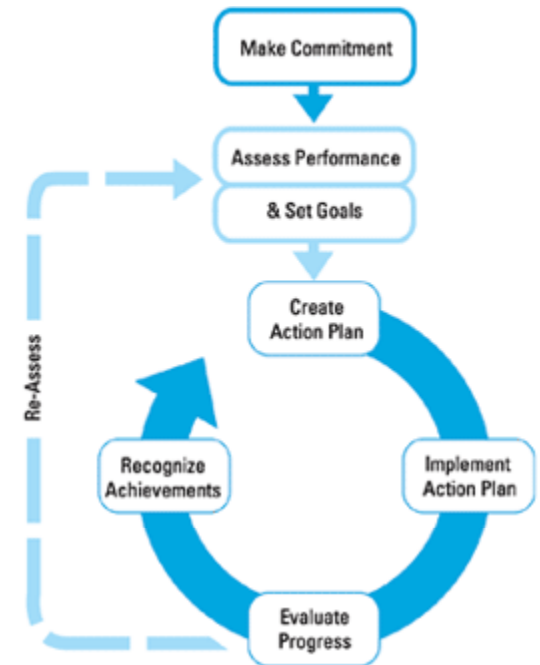 Make Commitment
Assess Performance
& Set Goals
Create
Action Plan
Re-Assess
Recognize
Achievements
Implement
Action Plan
Evaluate
Progress